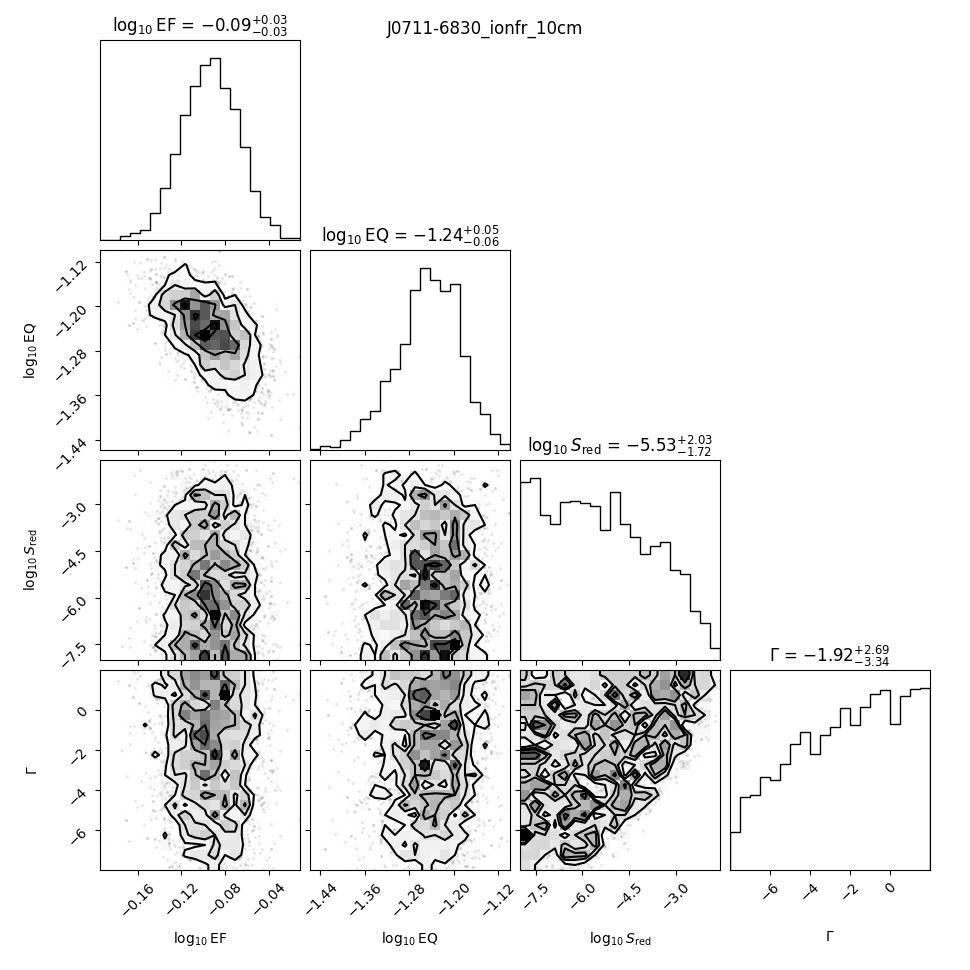 J0711-6830_ionfr_10cm
log₁₀ EF = −0.09 +0.03 −0.03
log₁₀ EQ = −1.24 +0.05 −0.06
−1.12
−1.20
−1.28
−1.36
−1.44
log₁₀ EQ
log₁₀ S_red = −5.53 +2.03 −1.72
−3.0
−4.5
−6.0
−7.5
log₁₀ S_red
Γ = −1.92 +2.69 −3.34
0
−2
−4
−6
Γ
−0.16 −0.12 −0.08 −0.04 −1.44 −1.36 −1.28 −1.20 −1.12 −7.5 −6.0 −4.5 −3.0 −6 −4 −2 0
log₁₀ EF log₁₀ EQ log₁₀ S_red Γ